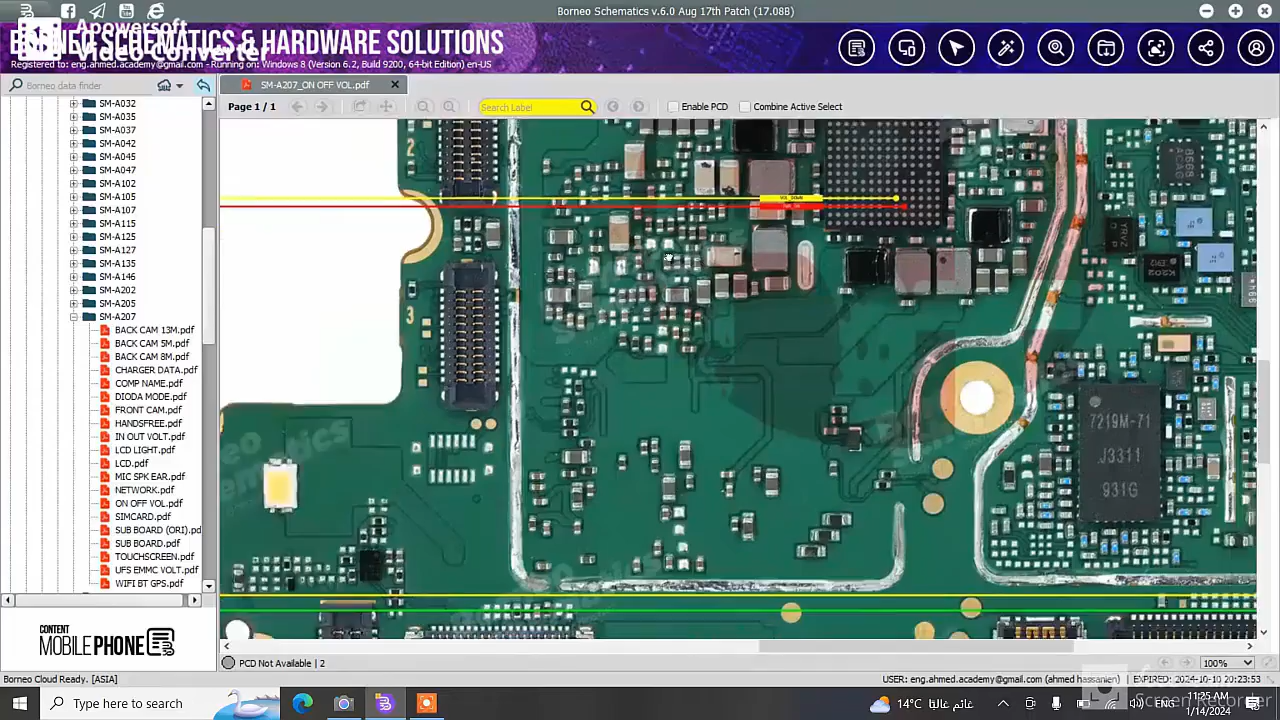 Borneo Schematics v.6.0 Aug 17th Patch (17.088)
Apowersoft
Video Converter
BORNEO SCHEMATICS & HARDWARE SOLUTIONS
Registered to: eng.ahmed.academy@gmail.com - Running on: Windows 8 (Version 6.2, Build 9200, 64-bit Edition) en-US
Borneo data finder
SM-A207_ON OFF VOL.pdf
Page 1 / 1
Search Label
Enable PCD
Combine Active Select
SM-A032
SM-A035
SM-A037
SM-A042
SM-A045
SM-A047
SM-A102
SM-A105
SM-A107
SM-A115
SM-A125
SM-A127
SM-A135
SM-A146
SM-A202
SM-A205
SM-A207
BACK CAM 13M.pdf
BACK CAM 5M.pdf
BACK CAM 8M.pdf
CHARGER DATA.pdf
COMP NAME.pdf
DIODA MODE.pdf
FRONT CAM.pdf
HANDSFREE.pdf
IN OUT VOLT.pdf
LCD LIGHT.pdf
LCD.pdf
MIC SPK EAR.pdf
NETWORK.pdf
ON OFF VOL.pdf
SIMCARD.pdf
SUB BOARD (ORI).pd
SUB BOARD.pdf
TOUCHSCREEN.pdf
UFS EMMC VOLT.pdf
WIFI BT GPS.pdf
2
3
VOL_DOWN
8668
ACAG
7219M-71
J3311
931G
CONTENT
MOBILE PHONE
PCD Not Available | 2
100%
Borneo Cloud Ready. [ASIA]
USER: eng.ahmed.academy@gmail.com (ahmed hassanien)
EXPIRED: 2024-10-10 20:23:53
Type here to search
14°C غائم غالبا
ENG
11:25 AM
1/14/2024
Screen Recorder